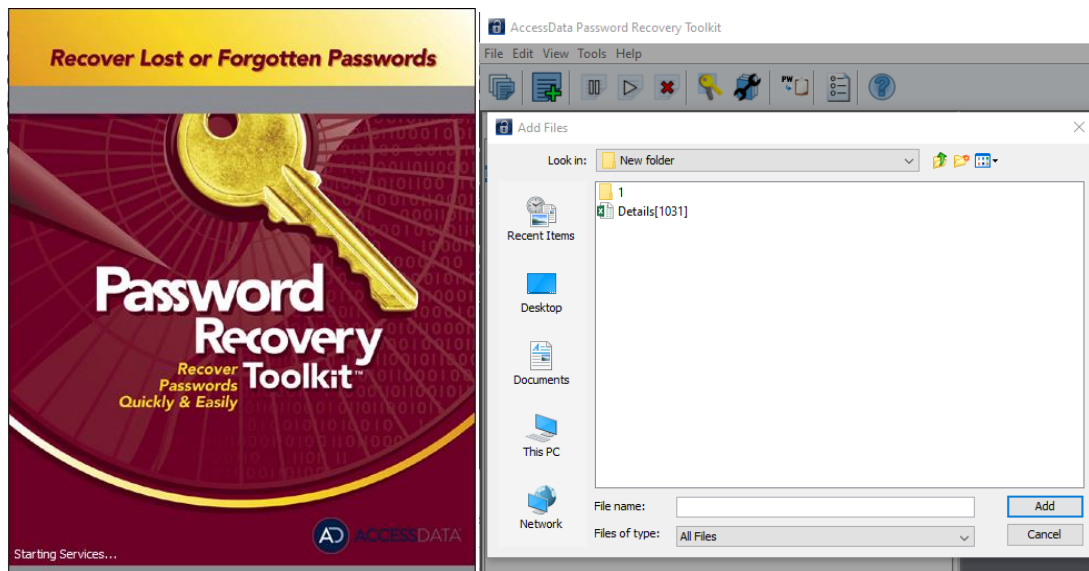 Recover Lost or Forgotten Passwords
Password
Recovery
Toolkit™
Recover
Passwords
Quickly & Easily
AD ACCESSDATA
Starting Services...
AccessData Password Recovery Toolkit
File Edit View Tools Help
PW
Add Files
Look in: New folder
1
Details[1031]
Recent Items
Desktop
Documents
This PC
Network
File name: Add
Files of type: All Files Cancel